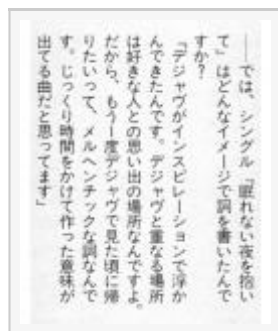 ――では、シングル『眠れない夜を抱い
て』はどんなイメージで詞を書いたんで
すか?
「デジャヴがインスピレーションで浮か
んできたんです。デジャヴと重なる場所
は好きな人との思い出の場所なんですよ。
だから、もう1度デジャヴで見た頃に帰
りたいって、メルヘンチックな詞なんで
す。じっくり時間をかけて作った意味が
出てる曲だと思ってます」